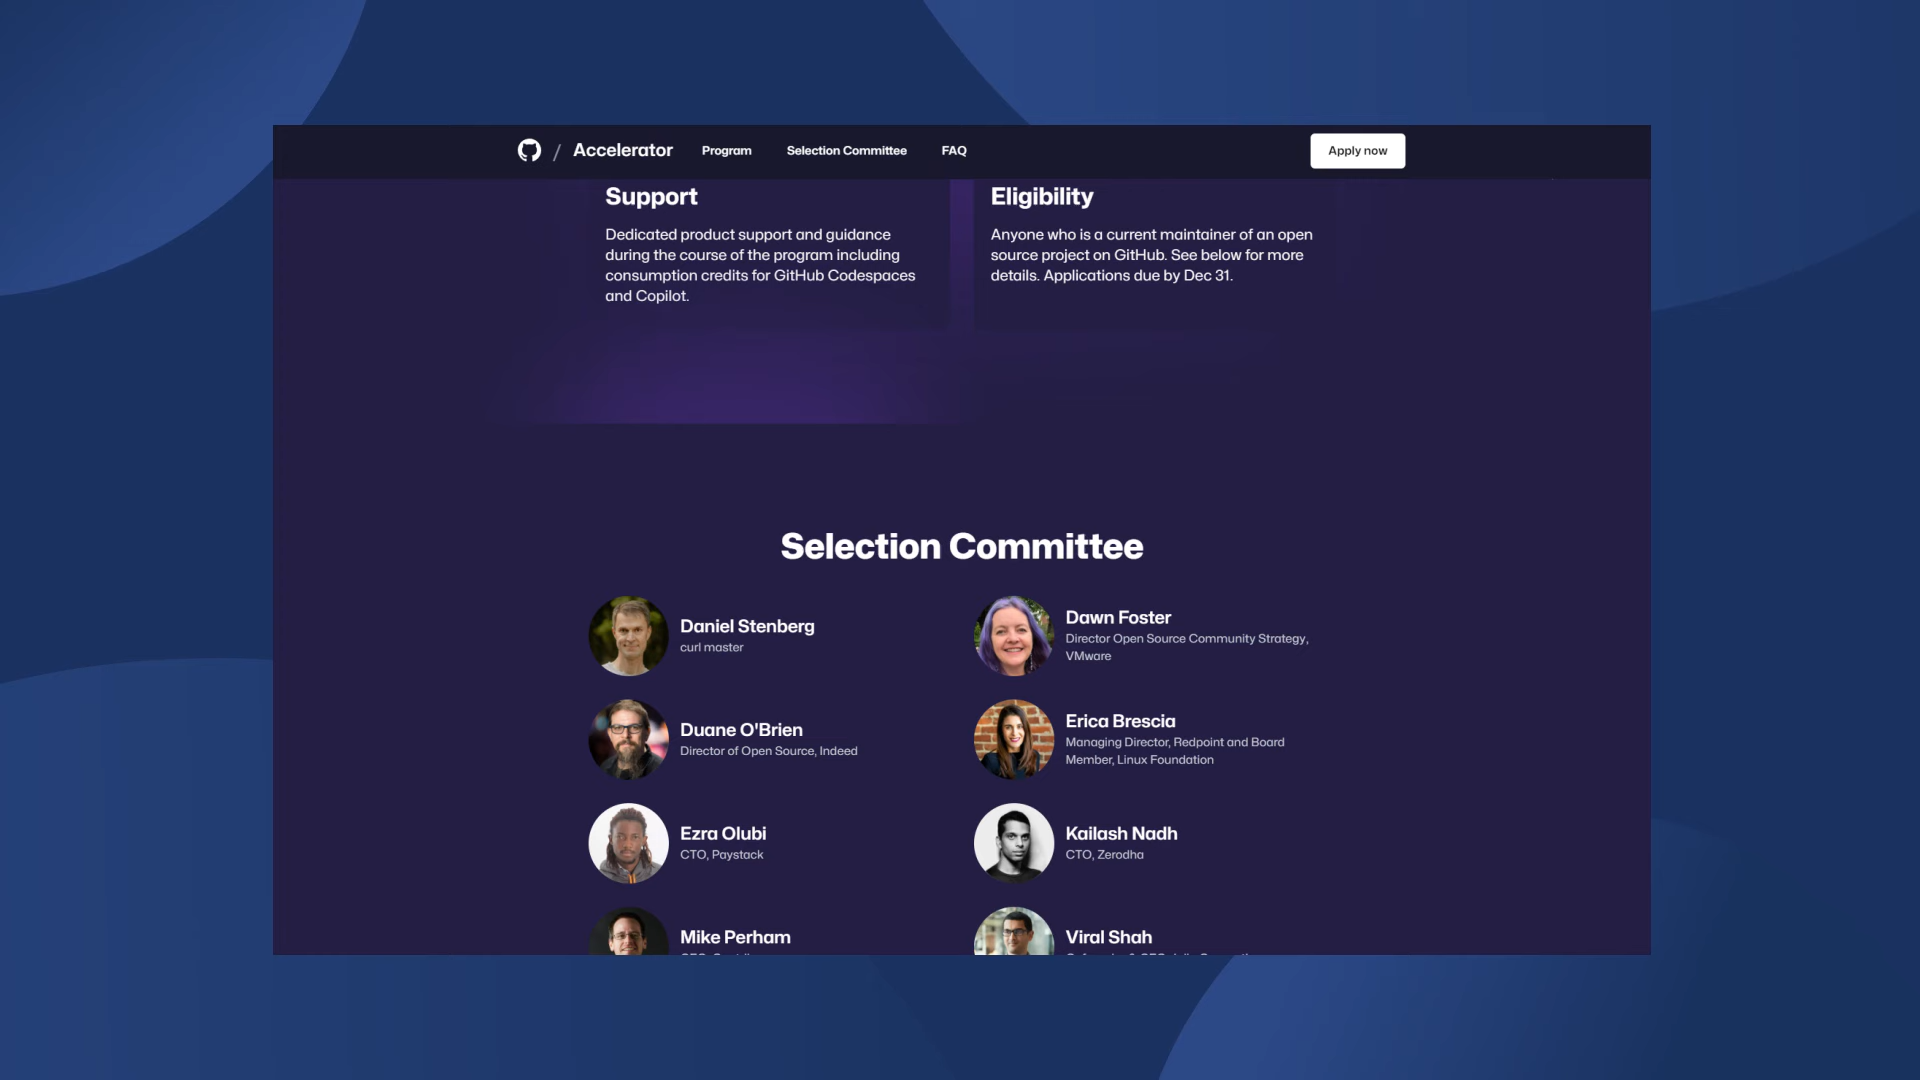 / Accelerator Program Selection Committee FAQ Apply now
Support
Dedicated product support and guidance
during the course of the program including
consumption credits for GitHub Codespaces
and Copilot.
Eligibility
Anyone who is a current maintainer of an open
source project on GitHub. See below for more
details. Applications due by Dec 31.
Selection Committee
Daniel Stenberg
curl master
Dawn Foster
Director Open Source Community Strategy,
VMware
Duane O'Brien
Director of Open Source, Indeed
Erica Brescia
Managing Director, Redpoint and Board
Member, Linux Foundation
Ezra Olubi
CTO, Paystack
Kailash Nadh
CTO, Zerodha
Mike Perham
Viral Shah